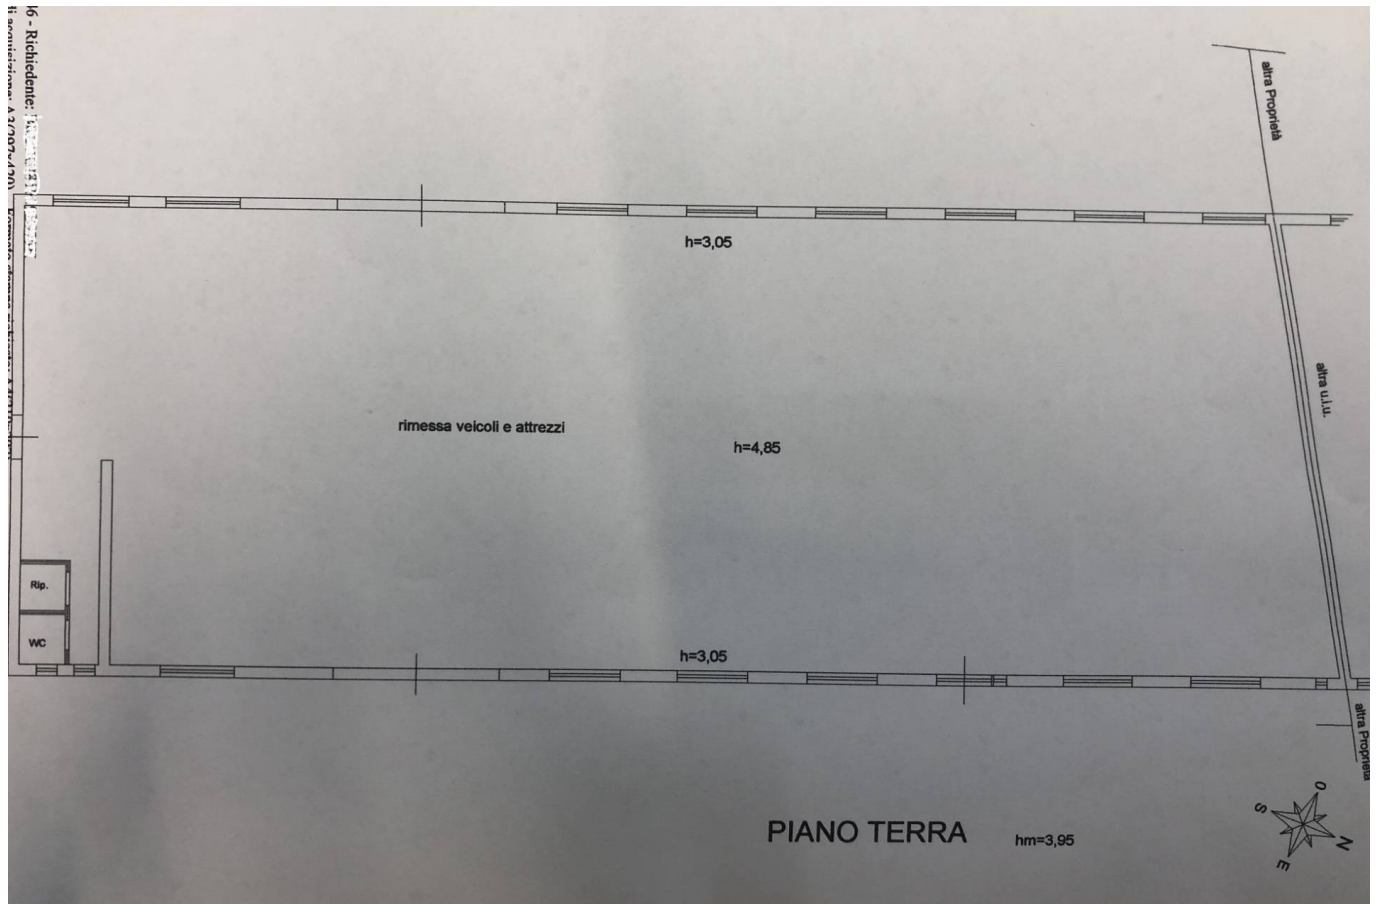 46 - Richiedente:
altra Proprietà
h=3,05
altra u.i.u.
rimessa veicoli e attrezzi
h=4,85
Rip.
WC
h=3,05
altra Proprietà
PIANO TERRA
hm=3,95
O
S
N
E